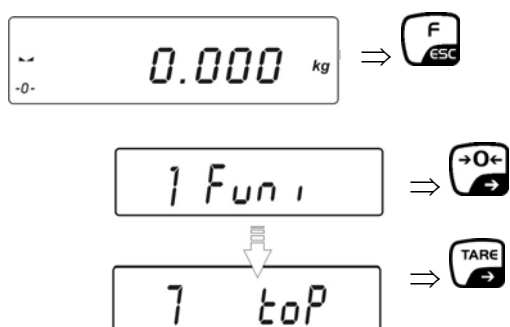 0.000 kg ⇒ F ESC
-0-
1 Funi ⇒ →0← →
7 toP ⇒ TARE →